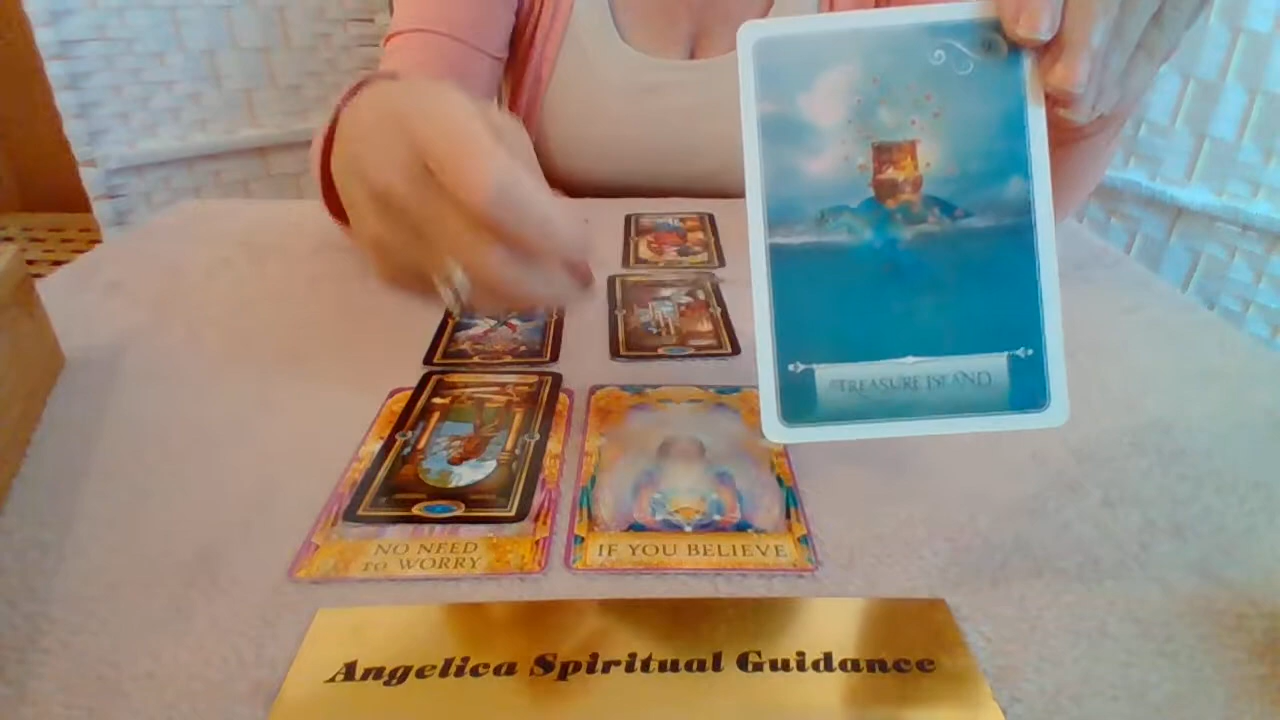 TREASURE ISLAND
NO NEED
TO WORRY
IF YOU BELIEVE
Angelica Spiritual Guidance